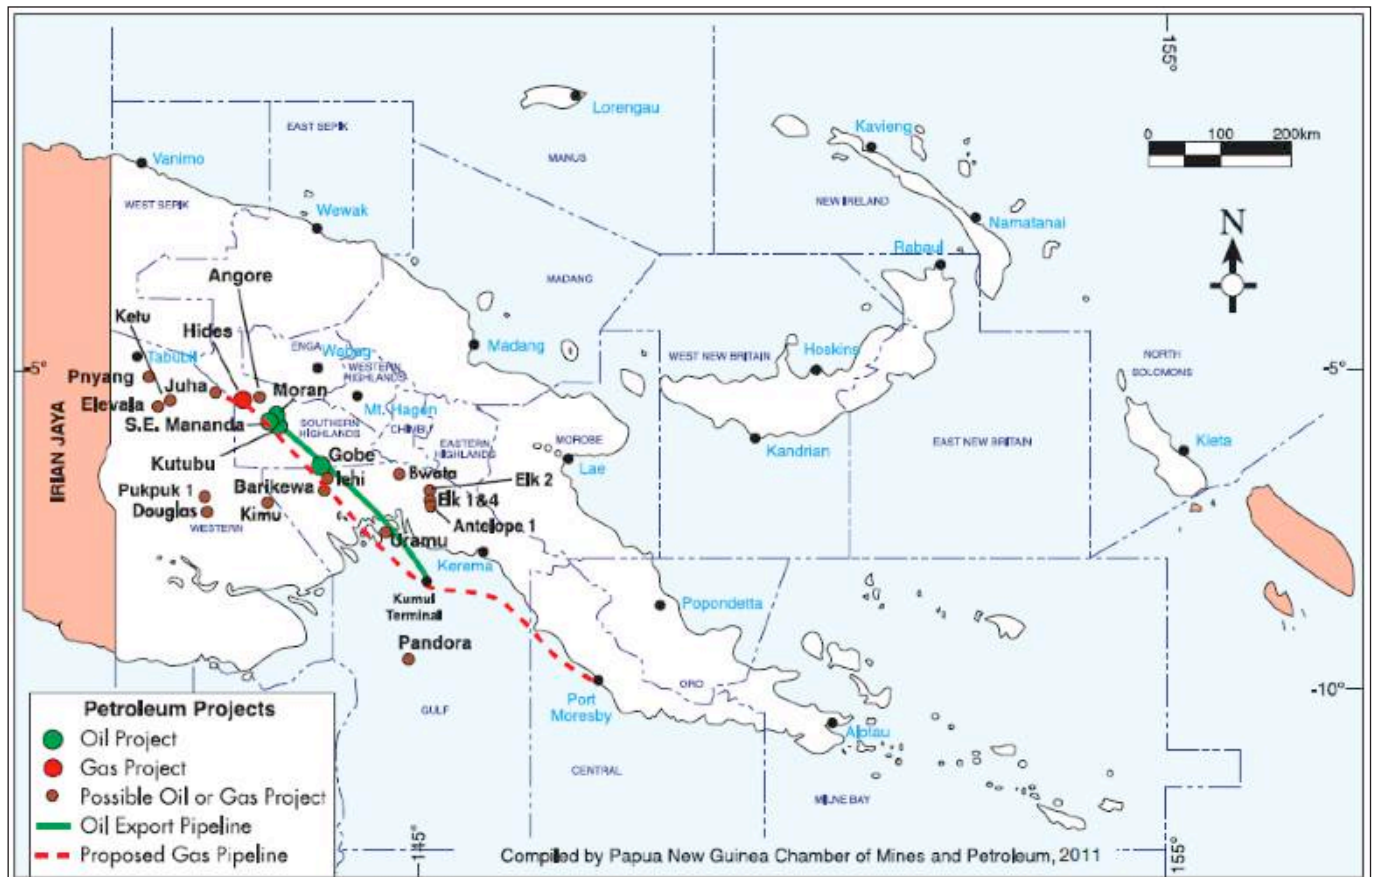 155°
Lorengau
0 100 200km
EAST SEPIK
Kavieng
Vanimo
MANUS
WEST SEPIK
NEW IRELAND
Wewak
Namatanai
N
Rabaul
Angore
MADANG
Ketu
Hides
Madang
ENGA
Wabag
Hoskins
WEST NEW BRITAIN
NORTH
SOLOMONS
Tabubil
WESTERN
HIGHLANDS
-5°
-5°
Pnyang
Juha
Moran
Elevala
Mt. Hagen
S.E. Mananda
SOUTHERN
HIGHLANDS
CHIMBU
EASTERN
HIGHLANDS
MOROBE
EAST NEW BRITAIN
Kandrian
Kieta
IRIAN JAYA
Kutubu
Gobe
Lae
Iehi
Bwata
Elk 2
Pukpuk 1
Barikewa
Elk 1&4
Douglas
Kimu
Antelope 1
WESTERN
Uramu
Kerema
Kumul
Terminal
Popondetta
Pandora
ORO
-10°
Port
Moresby
GULF
Alotau
CENTRAL
MILNE BAY
Petroleum Projects
Oil Project
Gas Project
Possible Oil or Gas Project
Oil Export Pipeline
Proposed Gas Pipeline
145°
Compiled by Papua New Guinea Chamber of Mines and Petroleum, 2011
155°